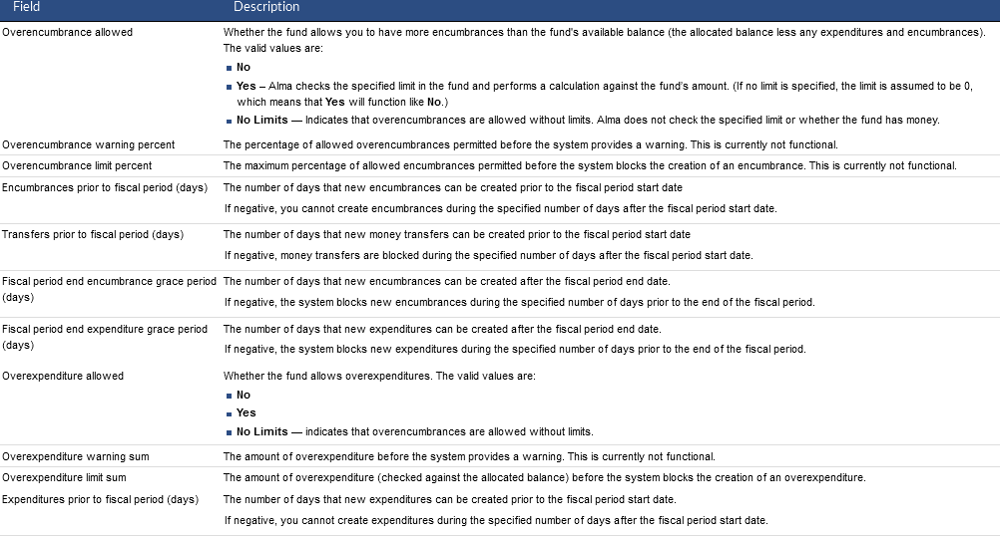 Field Description
Overencumbrance allowed Whether the fund allows you to have more encumbrances than the fund's available balance (the allocated balance less any expenditures and encumbrances).
The valid values are:
■ No
■ Yes – Alma checks the specified limit in the fund and performs a calculation against the fund's amount. (If no limit is specified, the limit is assumed to be 0,
which means that Yes will function like No.)
■ No Limits — Indicates that overencumbrances are allowed without limits. Alma does not check the specified limit or whether the fund has money.
Overencumbrance warning percent The percentage of allowed overencumbrances permitted before the system provides a warning. This is currently not functional.
Overencumbrance limit percent The maximum percentage of allowed encumbrances permitted before the system blocks the creation of an encumbrance. This is currently not functional.
Encumbrances prior to fiscal period (days) The number of days that new encumbrances can be created prior to the fiscal period start date
If negative, you cannot create encumbrances during the specified number of days after the fiscal period start date.
Transfers prior to fiscal period (days) The number of days that new money transfers can be created prior to the fiscal period start date
If negative, money transfers are blocked during the specified number of days after the fiscal period start date.
Fiscal period end encumbrance grace period The number of days that new encumbrances can be created after the fiscal period end date.
(days) If negative, the system blocks new encumbrances during the specified number of days prior to the end of the fiscal period.
Fiscal period end expenditure grace period The number of days that new expenditures can be created after the fiscal period end date.
(days) If negative, the system blocks new expenditures during the specified number of days prior to the end of the fiscal period.
Overexpenditure allowed Whether the fund allows overexpenditures. The valid values are:
■ No
■ Yes
■ No Limits — indicates that overencumbrances are allowed without limits.
Overexpenditure warning sum The amount of overexpenditure before the system provides a warning. This is currently not functional.
Overexpenditure limit sum The amount of overexpenditure (checked against the allocated balance) before the system blocks the creation of an overexpenditure.
Expenditures prior to fiscal period (days) The number of days that new expenditures can be created prior to the fiscal period start date.
If negative, you cannot create expenditures during the specified number of days after the fiscal period start date.